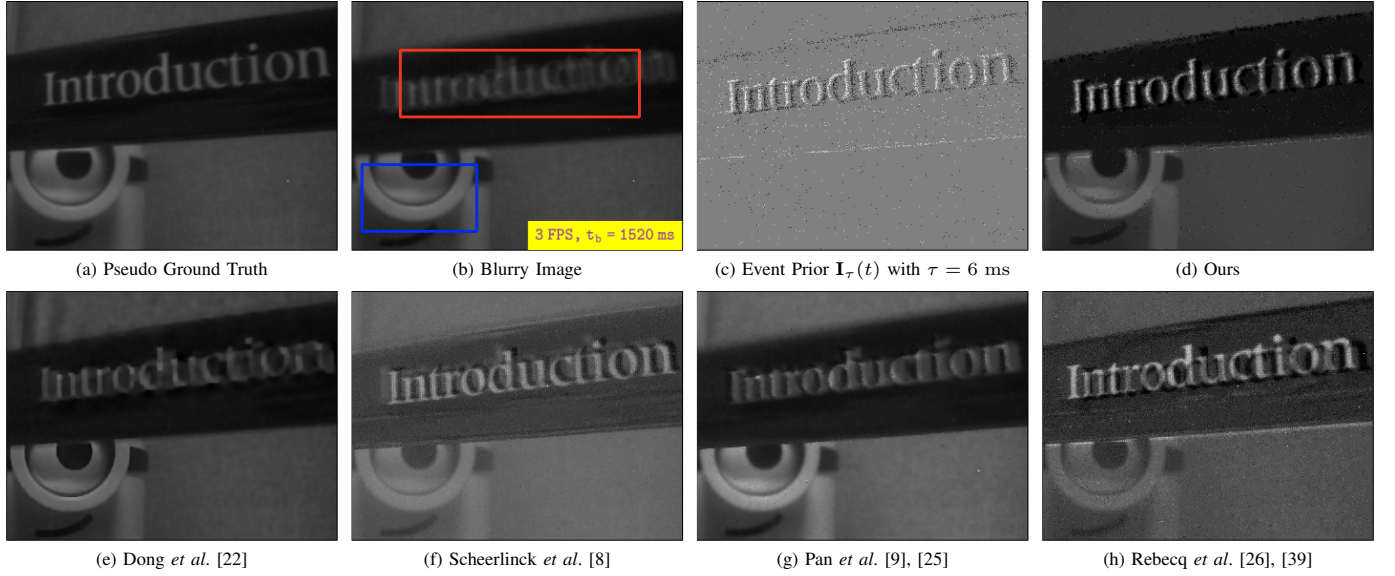 Introduction
Introduction
3 FPS, t_b = 1520 ms
Introduction
Introduction
(a) Pseudo Ground Truth
(b) Blurry Image
(c) Event Prior I_τ(t) with τ = 6 ms
(d) Ours
Introduction
Introduction
Introduction
Introduction
(e) Dong et al. [22]
(f) Scheerlinck et al. [8]
(g) Pan et al. [9], [25]
(h) Rebecq et al. [26], [39]